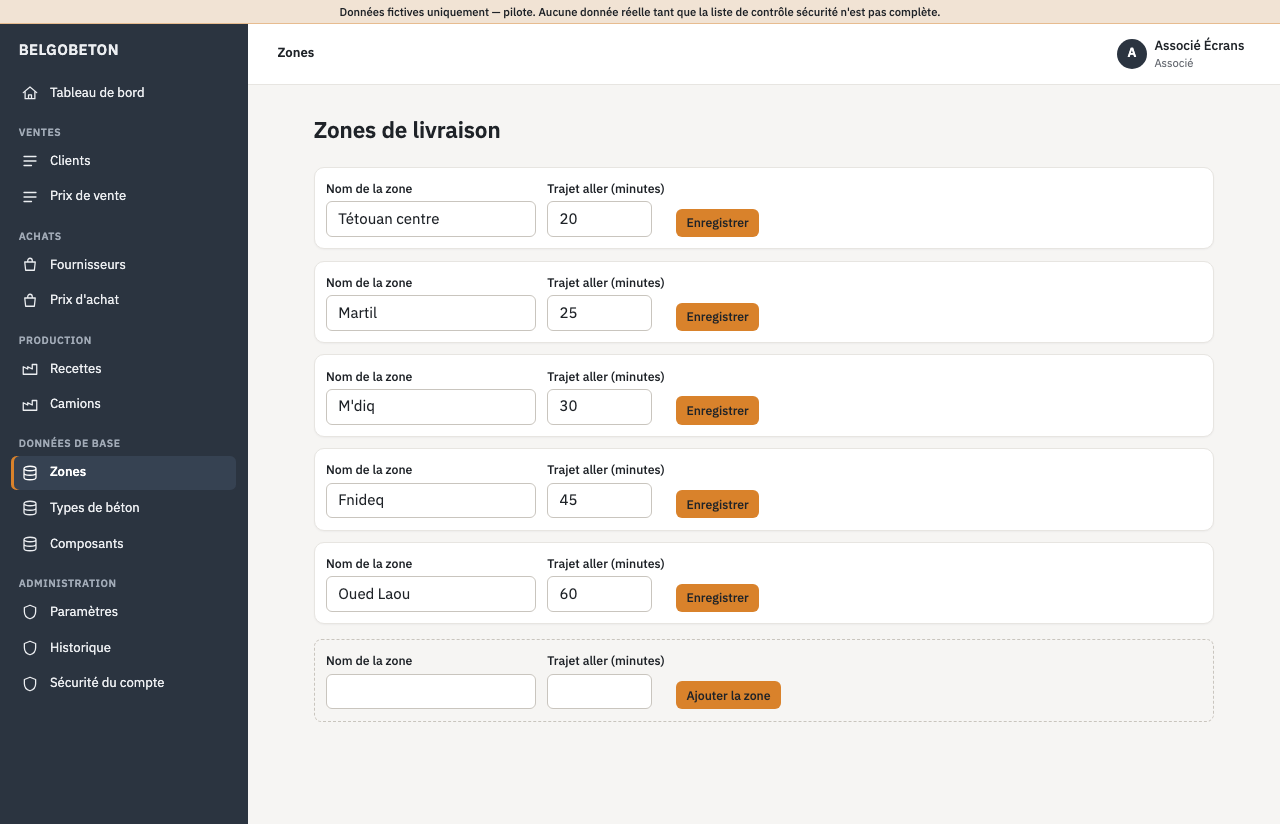 Données fictives uniquement — pilote. Aucune donnée réelle tant que la liste de contrôle sécurité n'est pas complète.
BELGOBETON
Tableau de bord
VENTES
Clients
Prix de vente
ACHATS
Fournisseurs
Prix d'achat
PRODUCTION
Recettes
Camions
DONNÉES DE BASE
Zones
Types de béton
Composants
ADMINISTRATION
Paramètres
Historique
Sécurité du compte
Zones
A
Associé Écrans
Associé
Zones de livraison
Nom de la zone Trajet aller (minutes)
Tétouan centre 20 Enregistrer
Nom de la zone Trajet aller (minutes)
Martil 25 Enregistrer
Nom de la zone Trajet aller (minutes)
M'diq 30 Enregistrer
Nom de la zone Trajet aller (minutes)
Fnideq 45 Enregistrer
Nom de la zone Trajet aller (minutes)
Oued Laou 60 Enregistrer
Nom de la zone Trajet aller (minutes)
Ajouter la zone